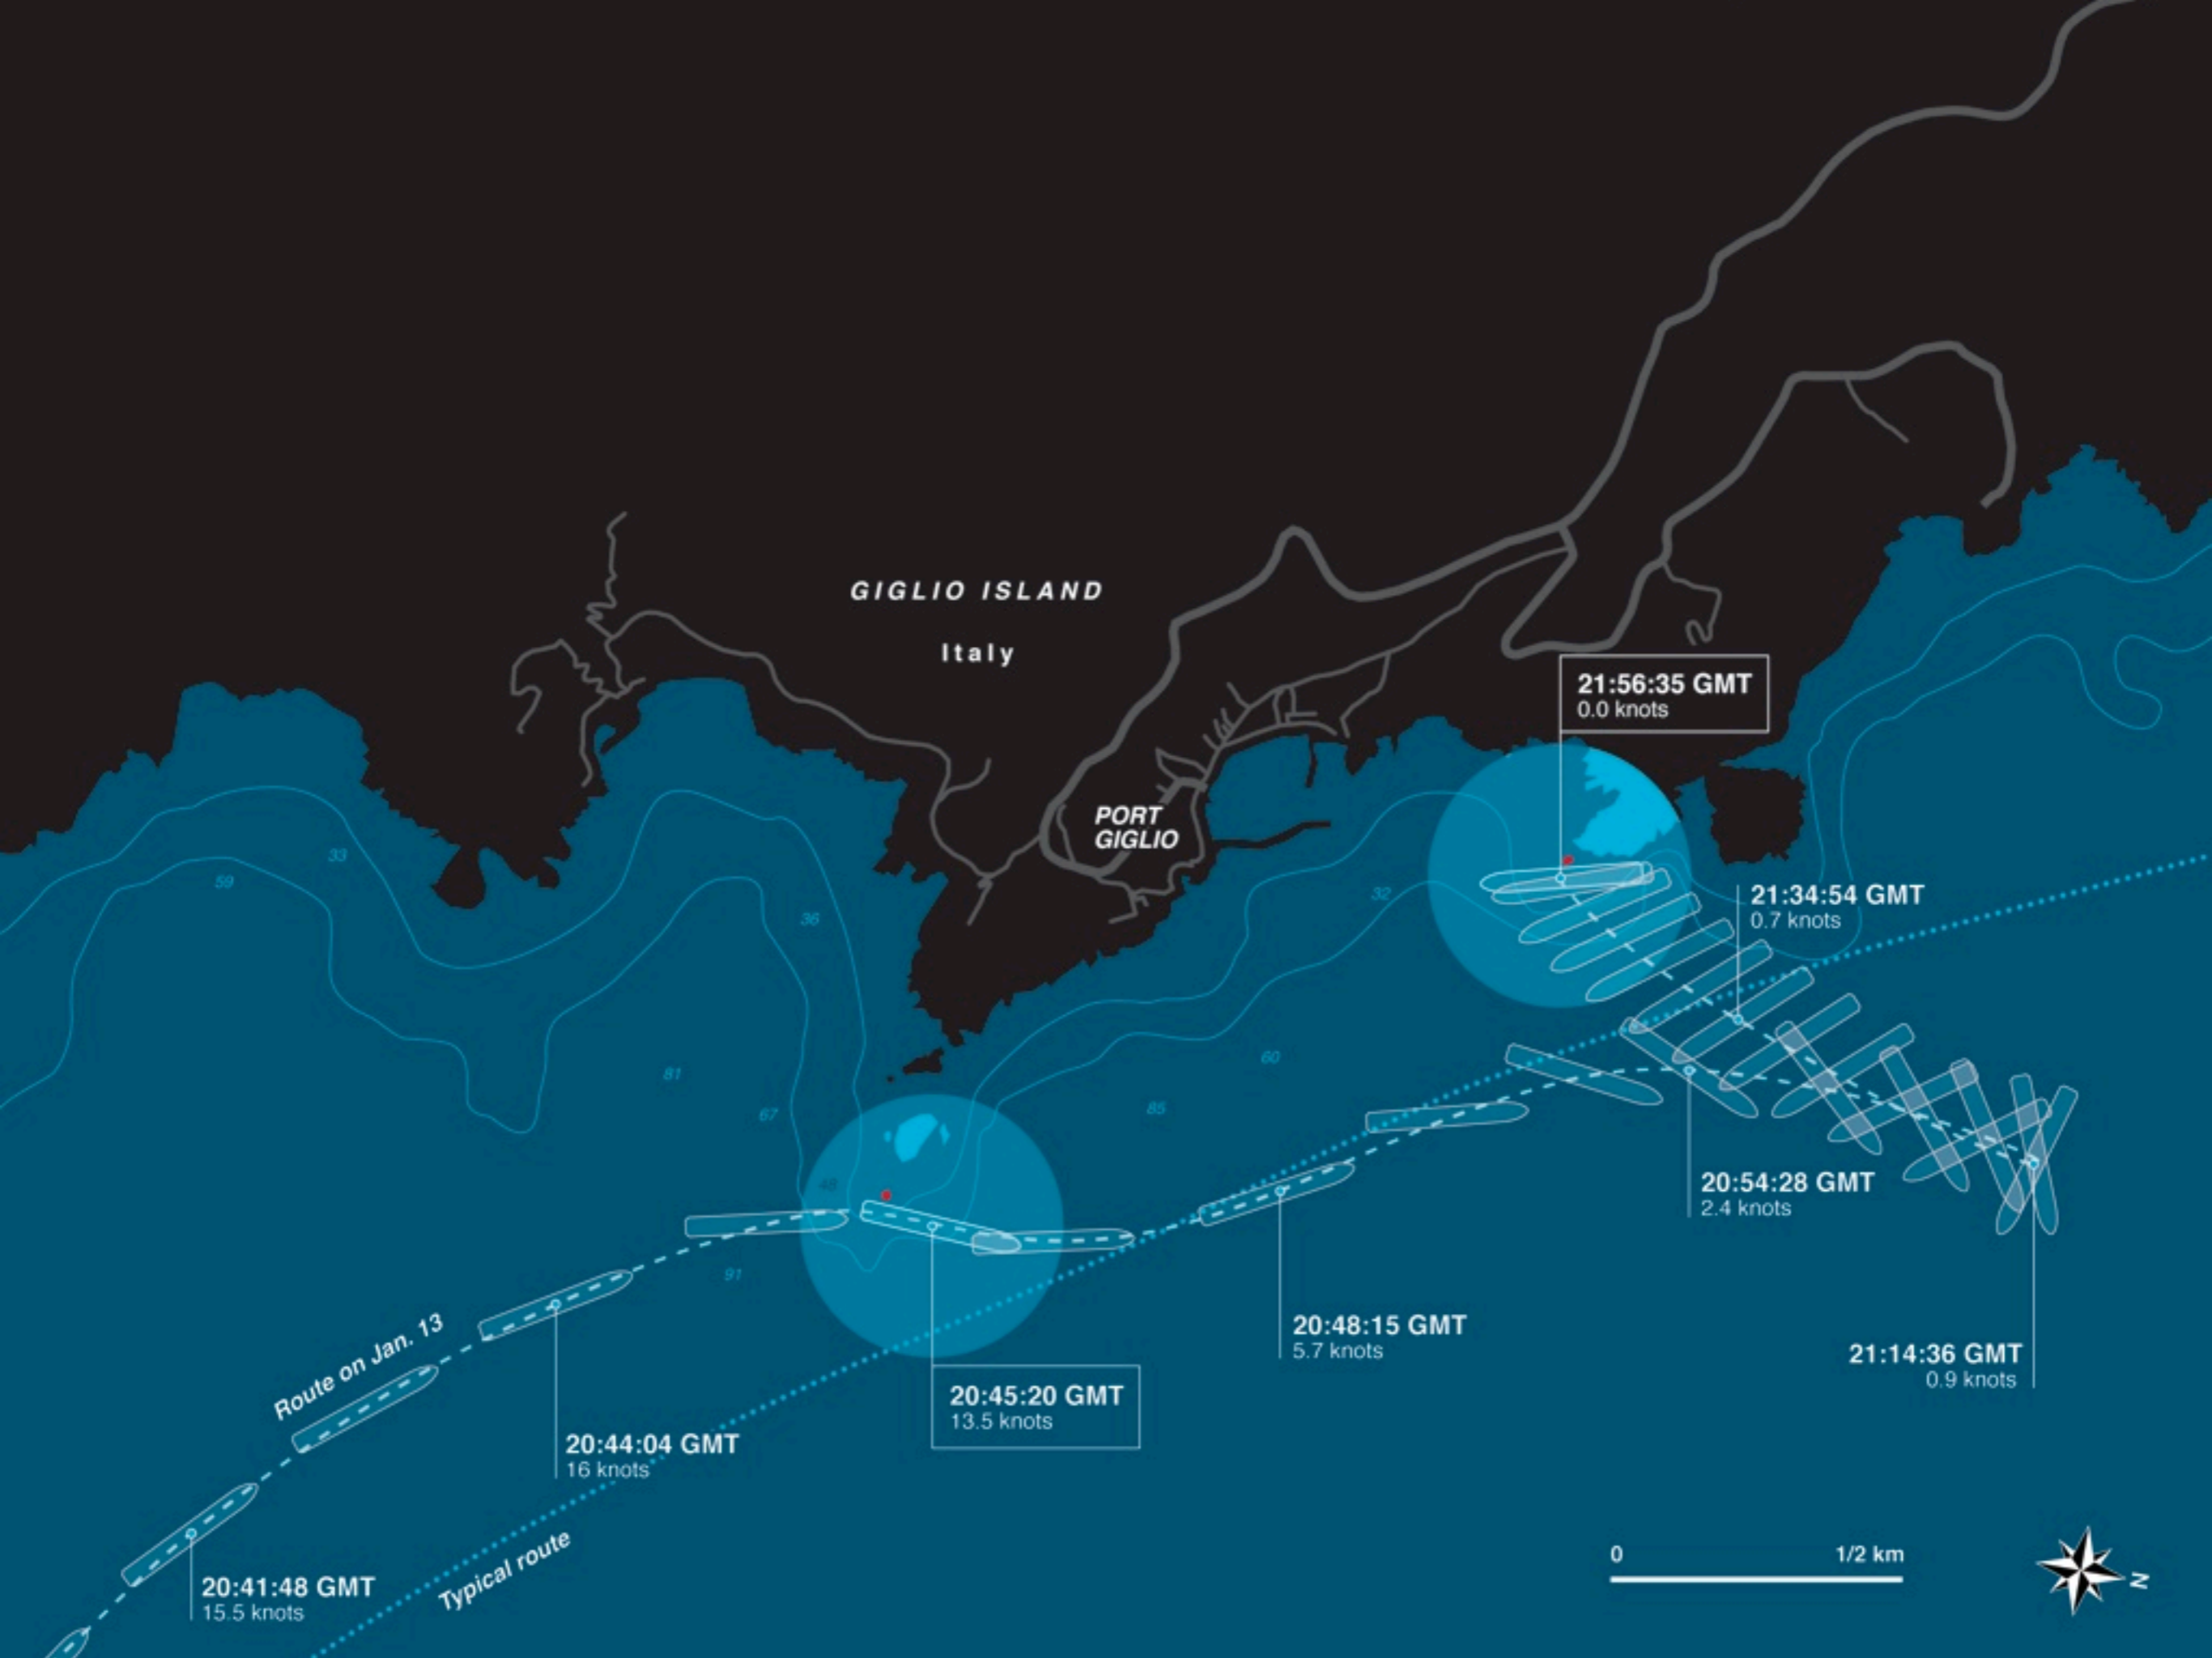 GIGLIO ISLAND
Italy
21:56:35 GMT
0.0 knots
PORT
GIGLIO
33
59
36
32
21:34:54 GMT
0.7 knots
81
67
60
85
48
91
20:54:28 GMT
2.4 knots
20:48:15 GMT
5.7 knots
21:14:36 GMT
0.9 knots
Route on Jan. 13
20:45:20 GMT
13.5 knots
20:44:04 GMT
16 knots
Typical route
20:41:48 GMT
15.5 knots
0 1/2 km
N